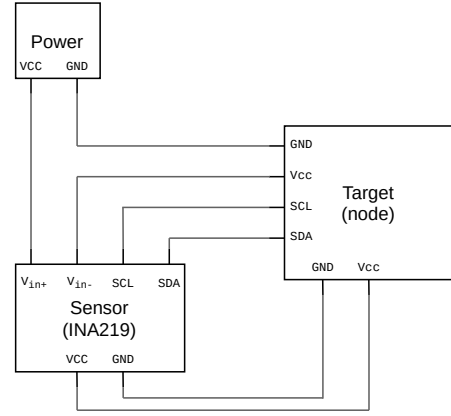 Power
VCC GND
GND
Vcc
SCL
SDA
Target
(node)
GND Vcc
Vin+ Vin- SCL SDA
Sensor
(INA219)
VCC GND